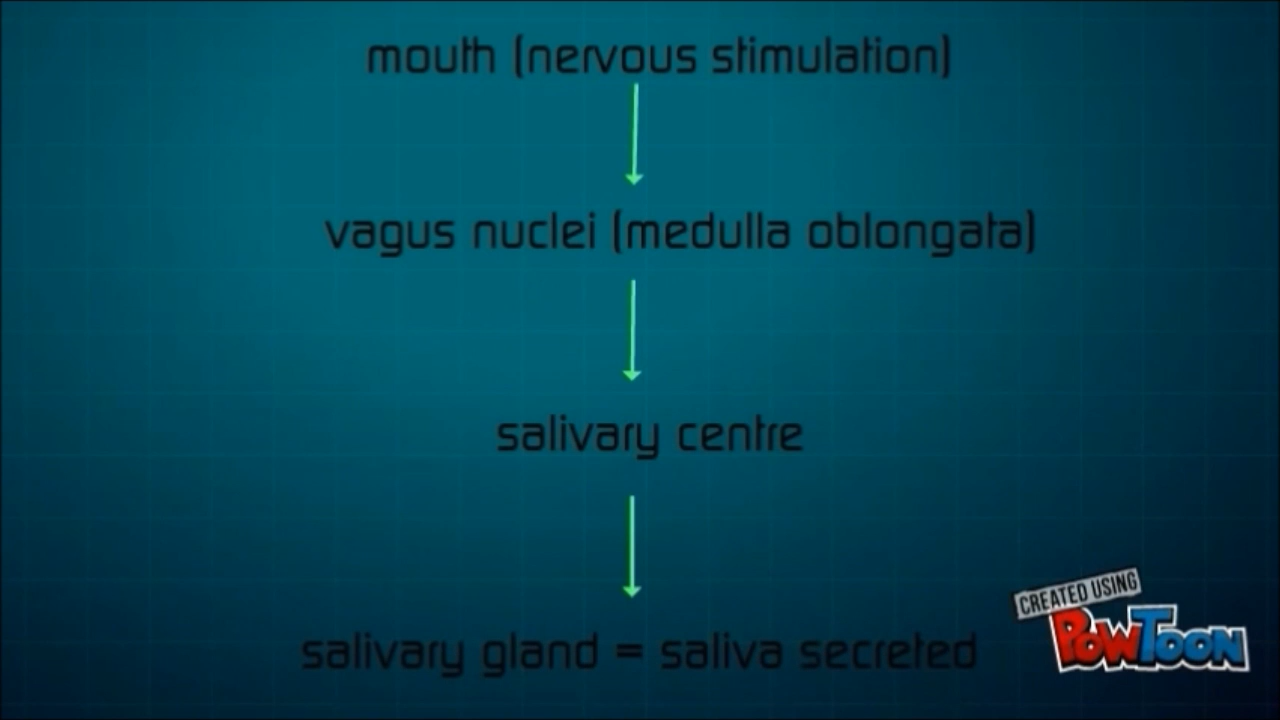 mouth (nervous stimulation)
vagus nuclei (medulla oblongata)
salivary centre
salivary gland = saliva secreted
CREATED USING
POWTOON